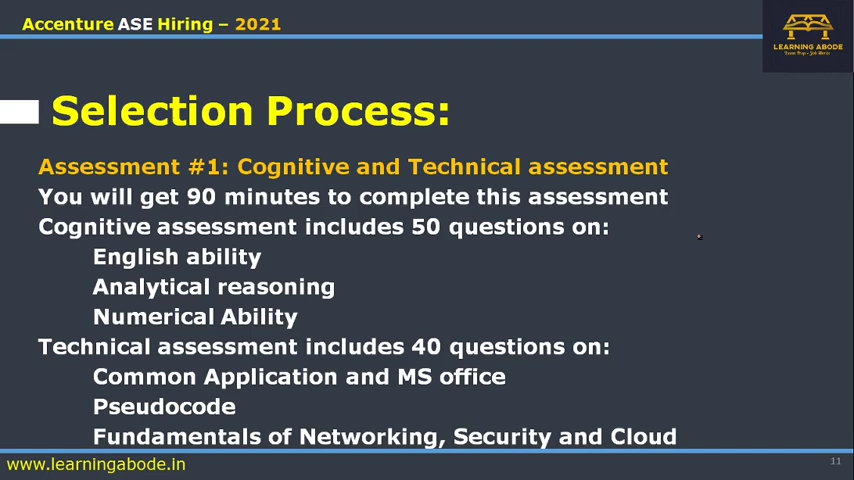 Accenture ASE Hiring – 2021
LEARNING ABODE
Selection Process:
Assessment #1: Cognitive and Technical assessment
You will get 90 minutes to complete this assessment
Cognitive assessment includes 50 questions on:
English ability
Analytical reasoning
Numerical Ability
Technical assessment includes 40 questions on:
Common Application and MS office
Pseudocode
Fundamentals of Networking, Security and Cloud
www.learningabode.in
11